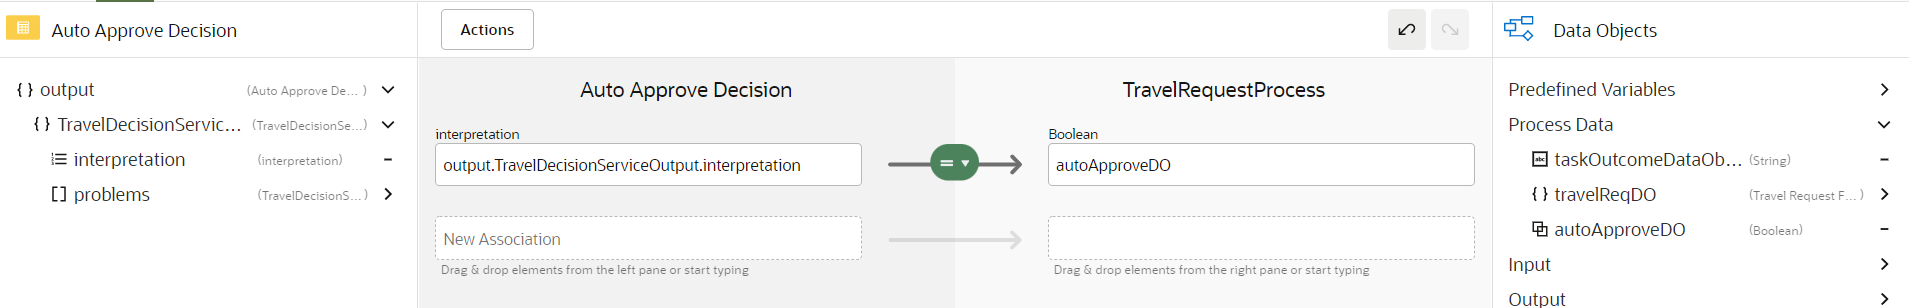 Auto Approve Decision
Actions
Data Objects
output (Auto Approve De... )
TravelDecisionServic... (TravelDecisionSe...)
interpretation (interpretation)
problems (TravelDecisionS...)
Auto Approve Decision
TravelRequestProcess
interpretation
output.TravelDecisionServiceOutput.interpretation
=
Boolean
autoApproveDO
New Association
Drag & drop elements from the left pane or start typing
Drag & drop elements from the right pane or start typing
Predefined Variables
Process Data
abc taskOutcomeDataOb... (String)
travelReqDO (Travel Request F... )
autoApproveDO (Boolean)
Input
Output